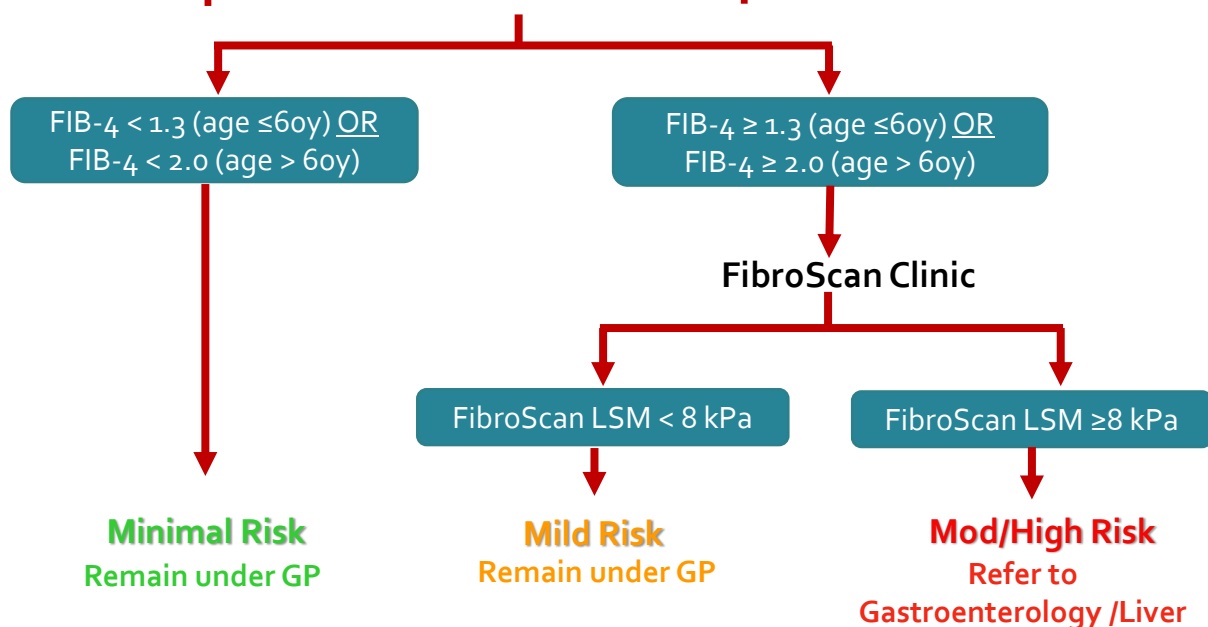 FIB-4 < 1.3 (age ≤60y) OR
FIB-4 < 2.0 (age > 60y)
FIB-4 ≥ 1.3 (age ≤60y) OR
FIB-4 ≥ 2.0 (age > 60y)
FibroScan Clinic
FibroScan LSM < 8 kPa
FibroScan LSM ≥8 kPa
Minimal Risk
Remain under GP
Mild Risk
Remain under GP
Mod/High Risk
Refer to
Gastroenterology /Liver